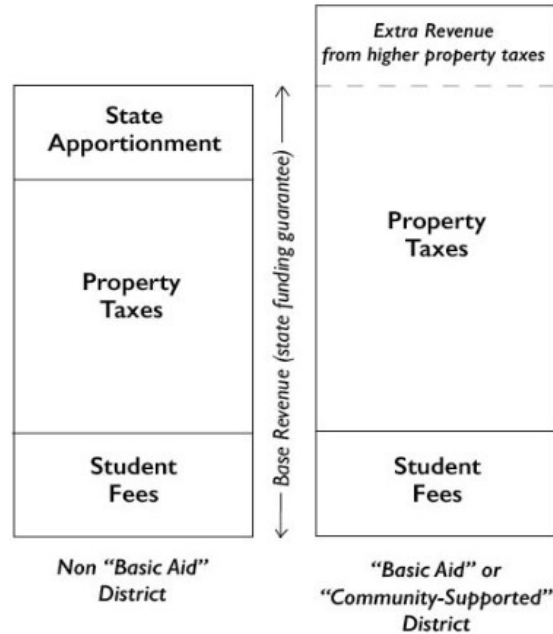 State
Apportionment
Property
Taxes
Student
Fees
Non “Basic Aid”
District
Base Revenue (state funding guarantee)
Extra Revenue
from higher property taxes
Property
Taxes
Student
Fees
“Basic Aid” or
“Community-Supported”
District